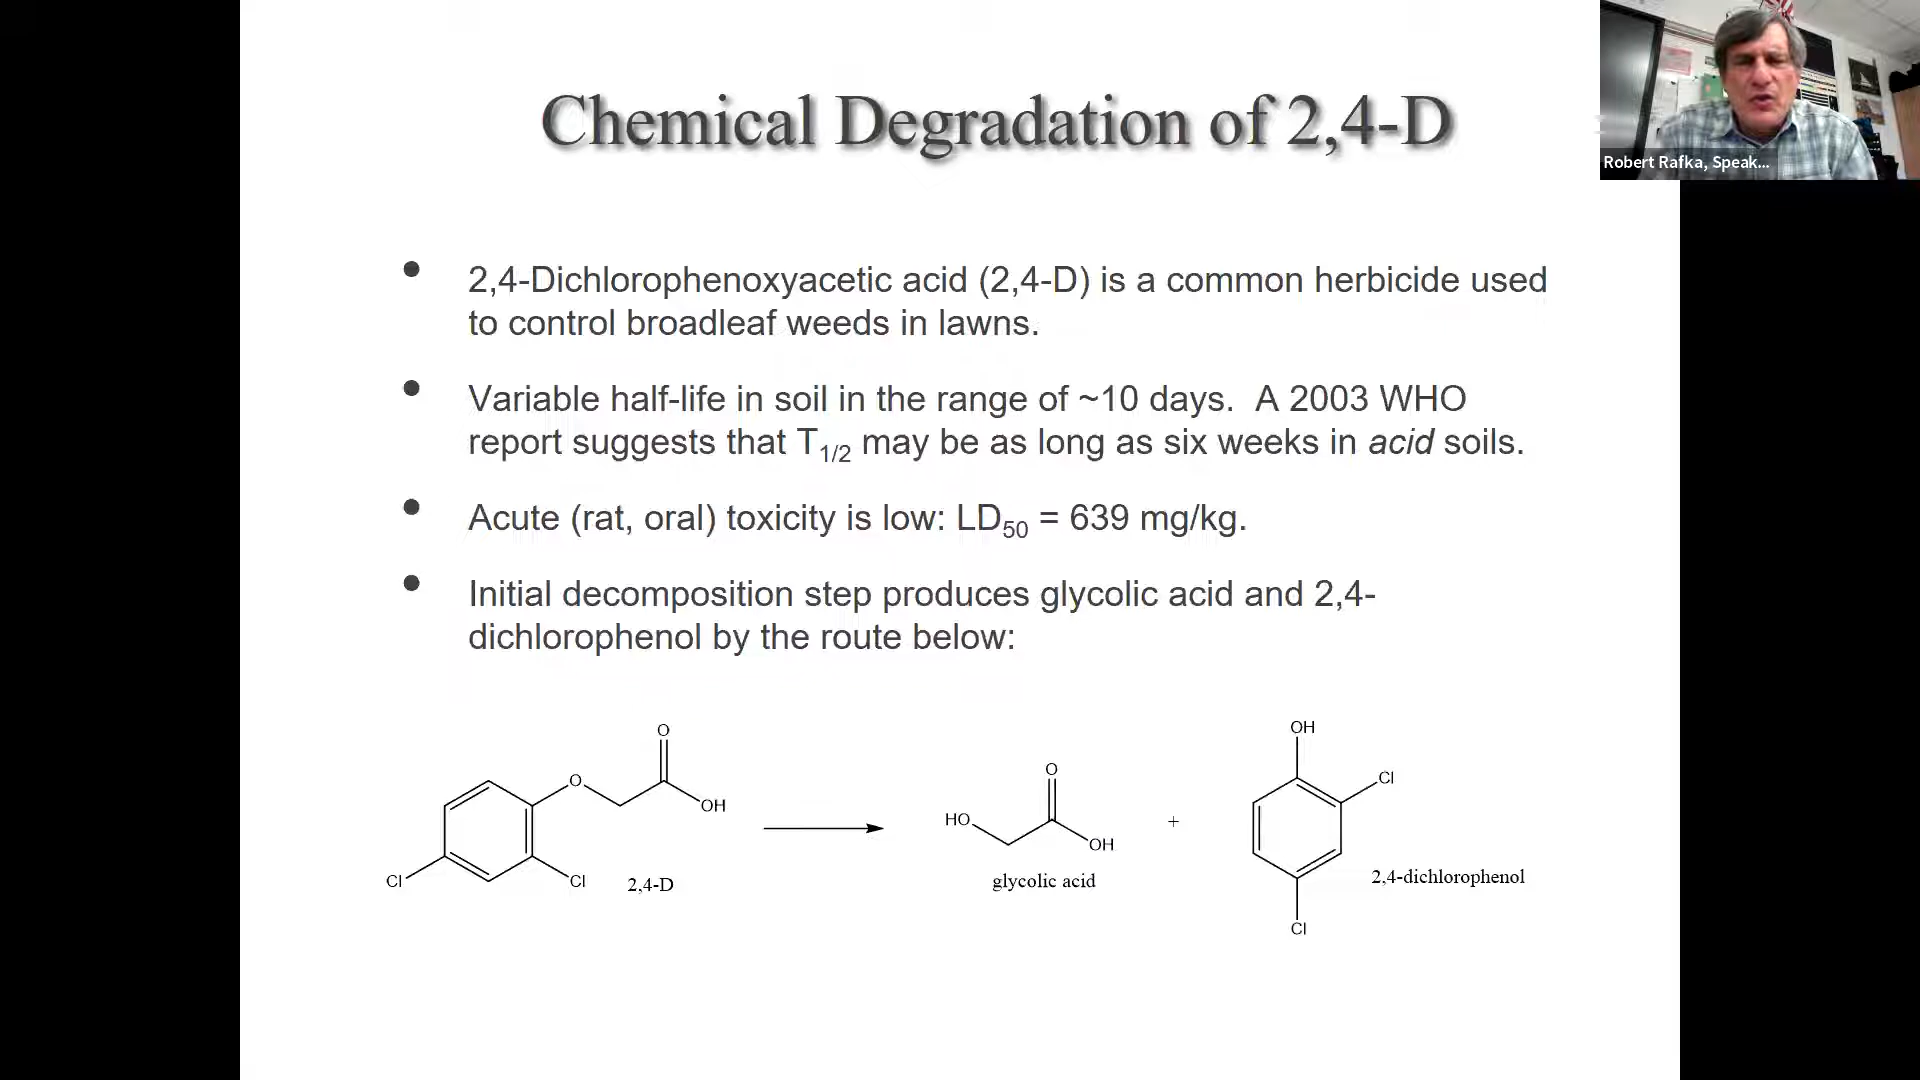 Chemical Degradation of 2,4-D
Robert Rafka, Speak...
• 2,4-Dichlorophenoxyacetic acid (2,4-D) is a common herbicide used
to control broadleaf weeds in lawns.
• Variable half-life in soil in the range of ~10 days. A 2003 WHO
report suggests that T1/2 may be as long as six weeks in acid soils.
• Acute (rat, oral) toxicity is low: LD50 = 639 mg/kg.
• Initial decomposition step produces glycolic acid and 2,4-
dichlorophenol by the route below:
O
O
OH
Cl
Cl
2,4-D
O
HO
OH
glycolic acid
+
OH
Cl
2,4-dichlorophenol
Cl